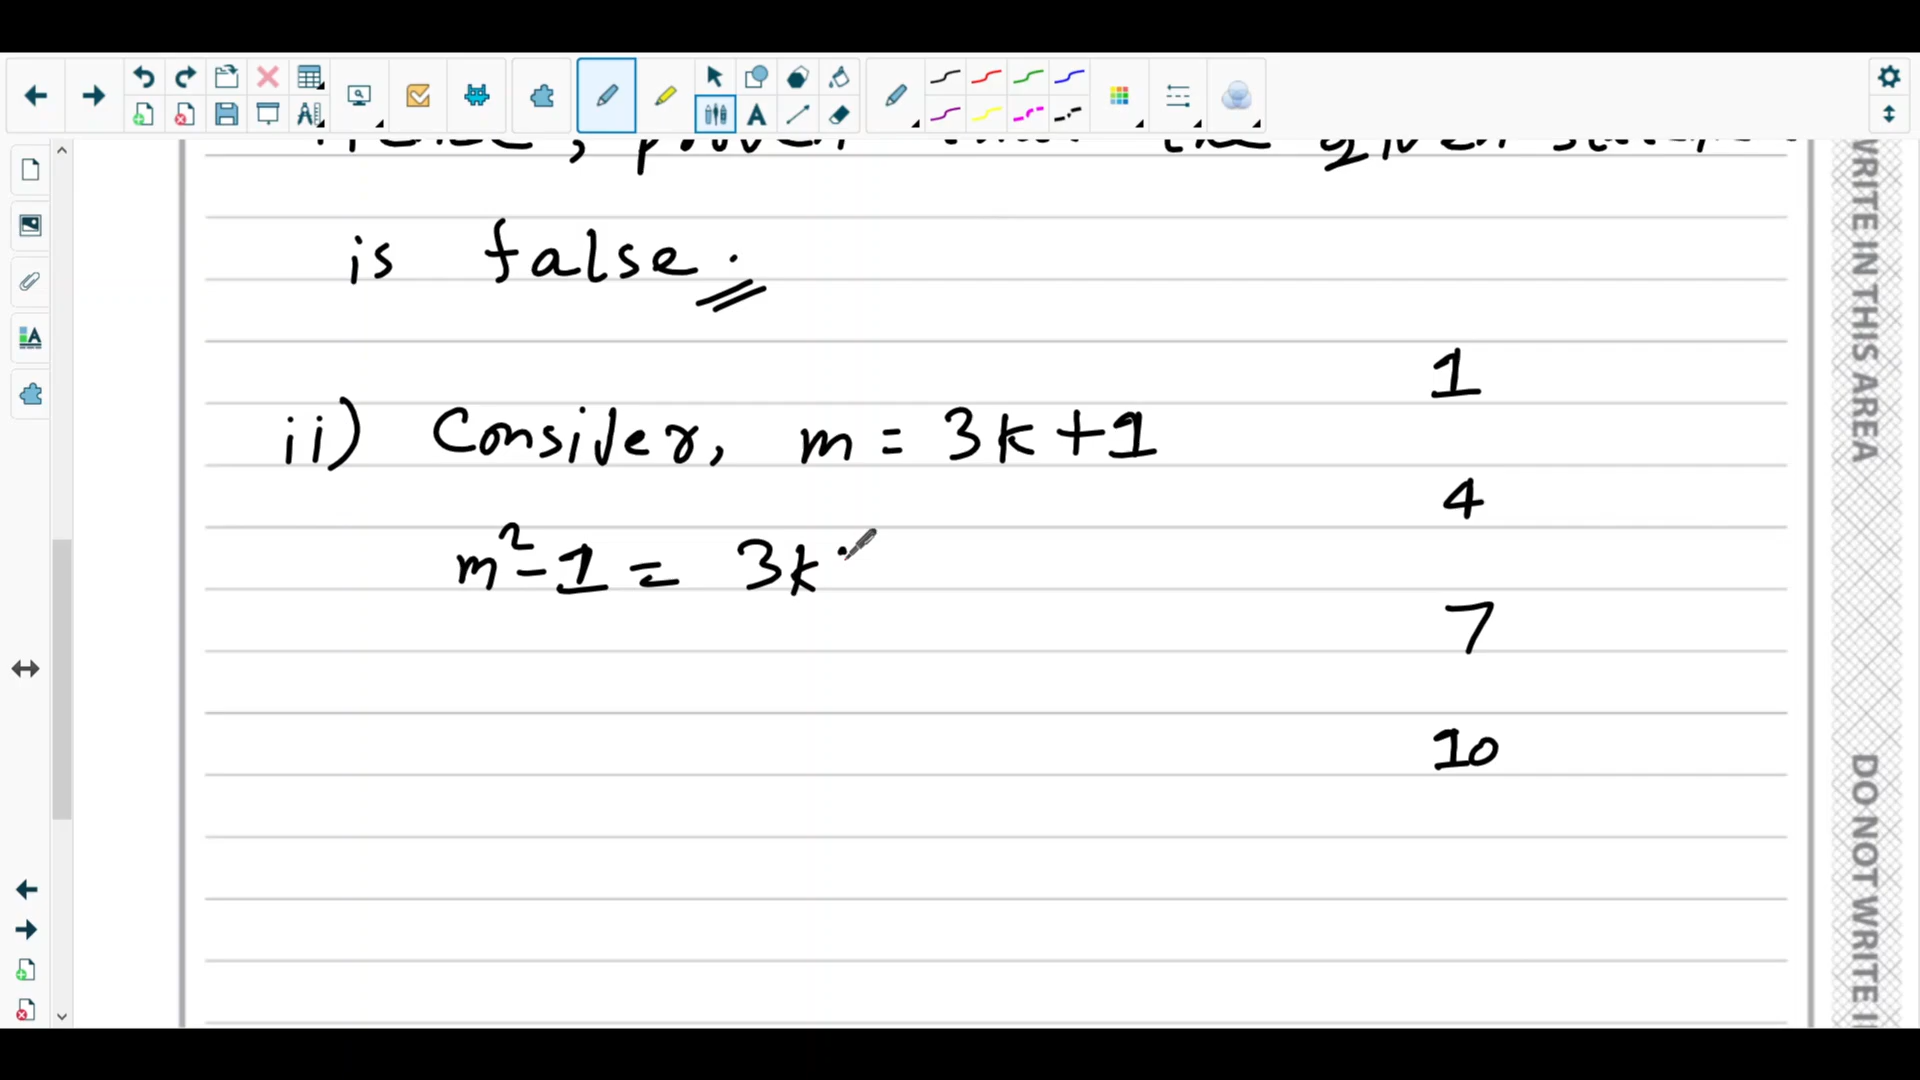 is false.
ii) Consider, m = 3k+1
m²-1 = 3k
1
4
7
10
WRITE IN THIS AREA
DO NOT WRITE I